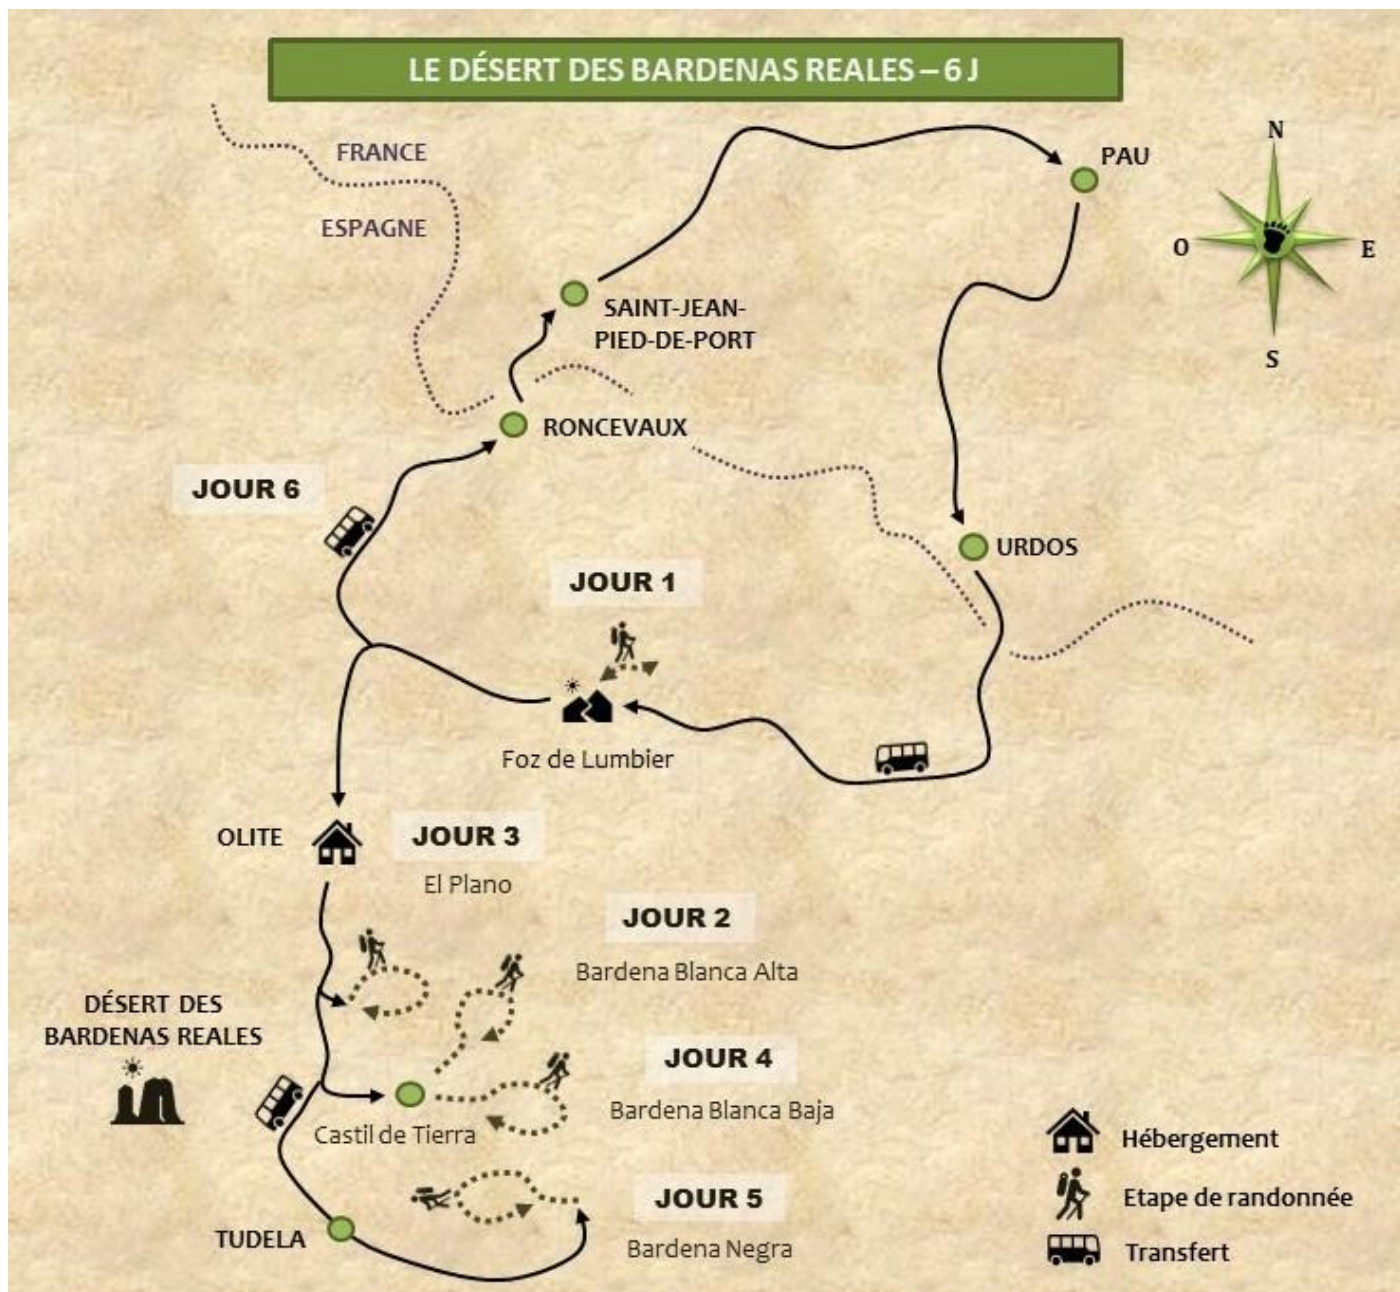 LE DÉSERT DES BARDENAS REALES – 6 J
FRANCE
ESPAGNE
PAU
N
O
E
S
SAINT-JEAN-
PIED-DE-PORT
RONCEVAUX
JOUR 6
URDOS
JOUR 1
Foz de Lumbier
OLITE
JOUR 3
El Plano
JOUR 2
Bardena Blanca Alta
DÉSERT DES
BARDENAS REALES
JOUR 4
Bardena Blanca Baja
Castil de Tierra
JOUR 5
Bardena Negra
TUDELA
Hébergement
Etape de randonnée
Transfert